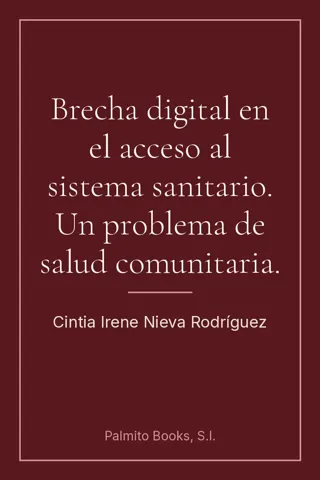 Brecha digital en
el acceso al
sistema sanitario.
Un problema de
salud comunitaria.
Cintia Irene Nieva Rodríguez
Palmito Books, S.l.